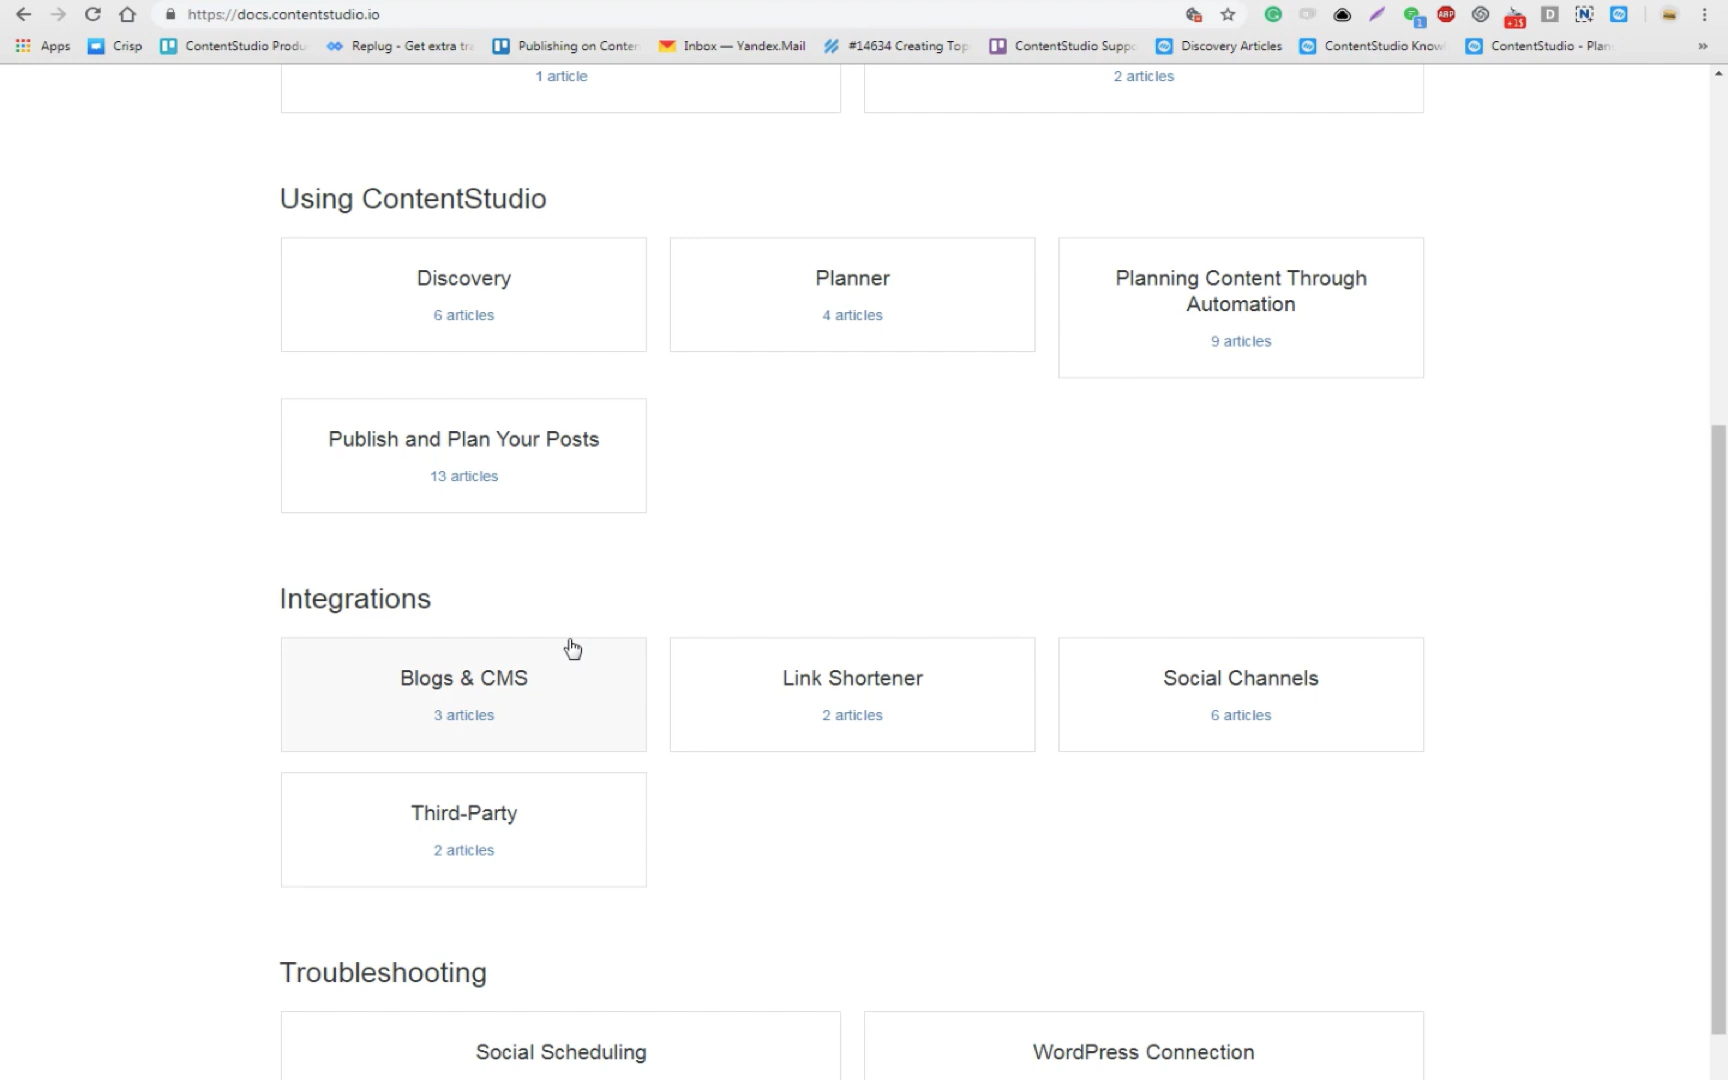 https://docs.contentstudio.io
Apps Crisp ContentStudio Produ Replug - Get extra tra Publishing on Conten Inbox — Yandex.Mail #14634 Creating Top ContentStudio Suppo Discovery Articles ContentStudio Know ContentStudio - Plan »
1 article 2 articles
Using ContentStudio
Discovery
6 articles
Planner
4 articles
Planning Content Through
Automation
9 articles
Publish and Plan Your Posts
13 articles
Integrations
Blogs & CMS
3 articles
Link Shortener
2 articles
Social Channels
6 articles
Third-Party
2 articles
Troubleshooting
Social Scheduling
WordPress Connection